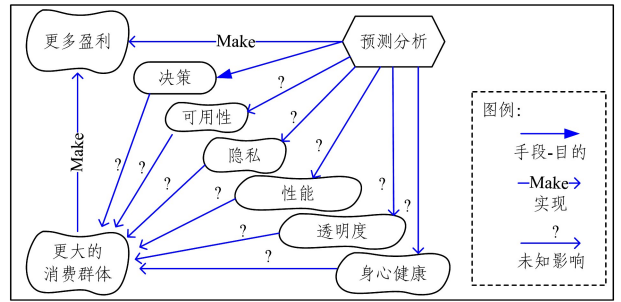 更多盈利
Make
预测分析
决策
?
可用性
?
隐私
?
性能
?
透明度
?
身心健康
?
Make
?
?
?
?
?
?
更大的
消费群体
图例:
手段-目的
Make
实现
?
未知影响